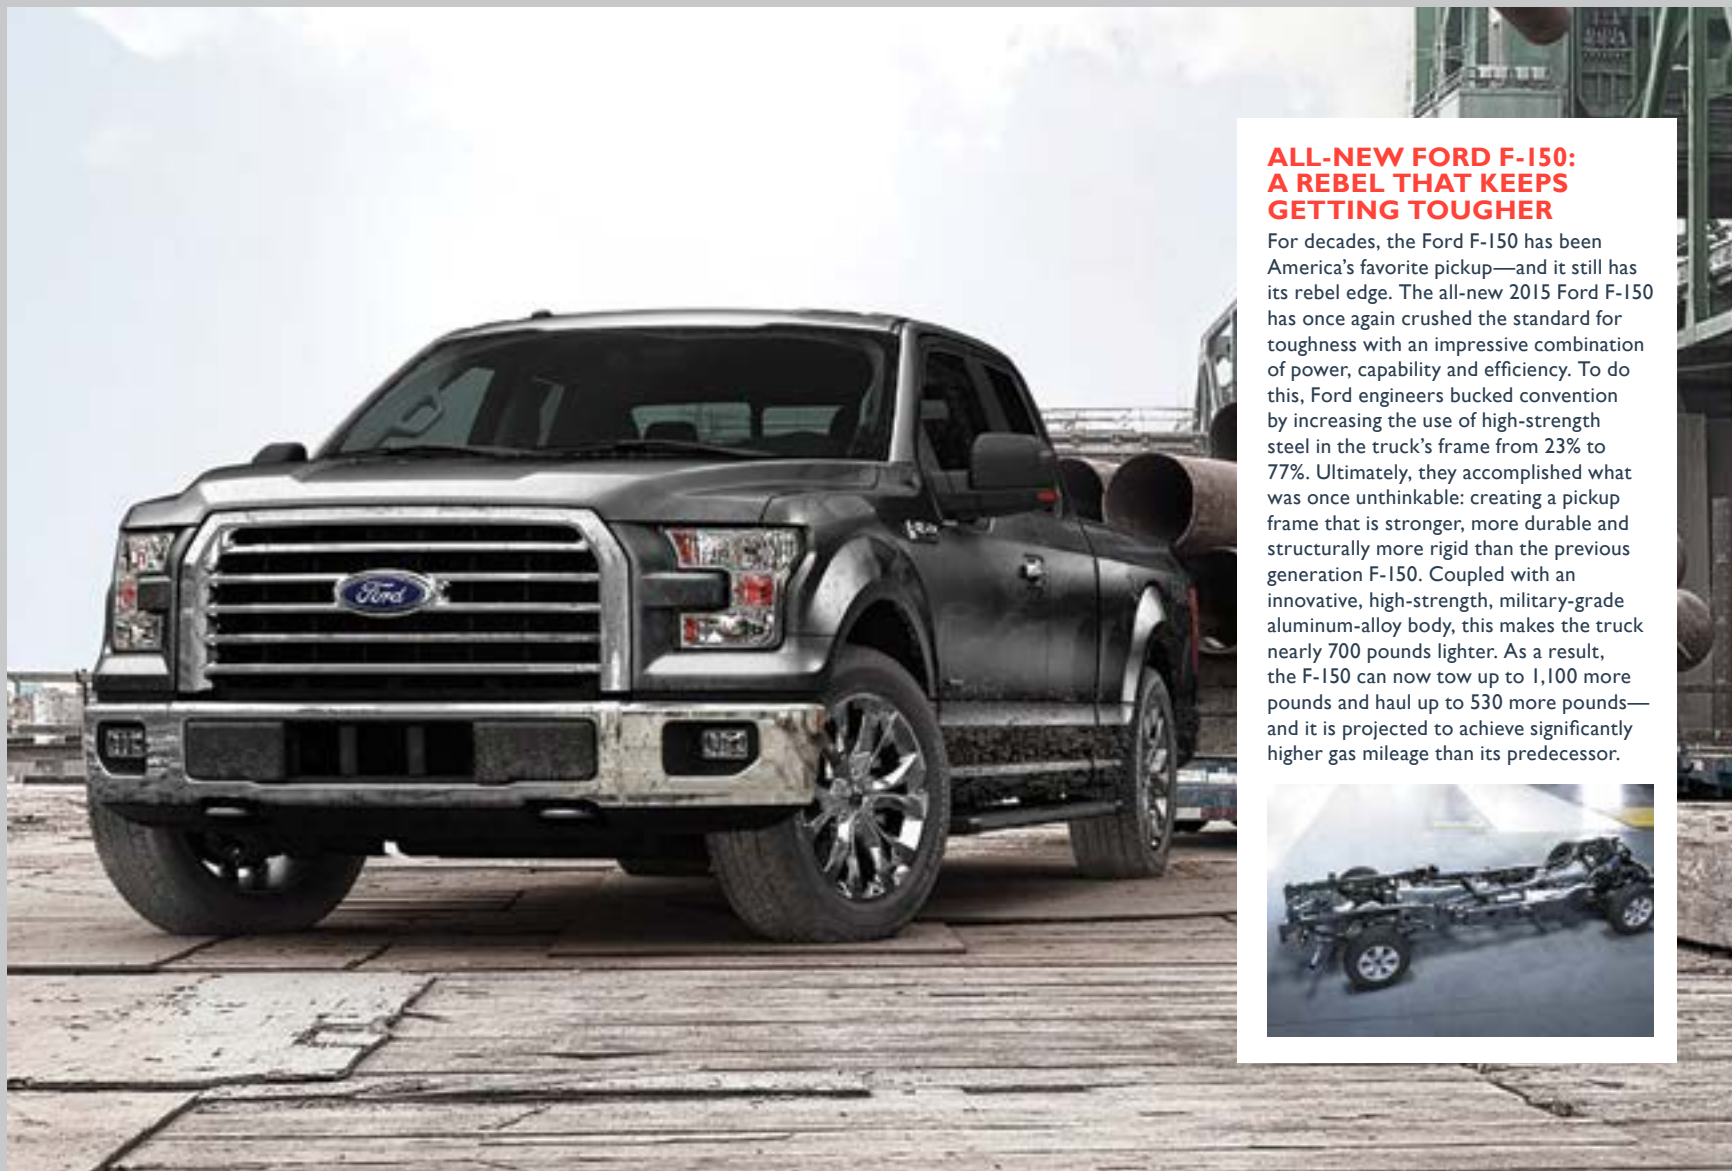 Ford
ALL-NEW FORD F-150:
A REBEL THAT KEEPS
GETTING TOUGHER
For decades, the Ford F-150 has been
America’s favorite pickup—and it still has
its rebel edge. The all-new 2015 Ford F-150
has once again crushed the standard for
toughness with an impressive combination
of power, capability and efficiency. To do
this, Ford engineers bucked convention
by increasing the use of high-strength
steel in the truck’s frame from 23% to
77%. Ultimately, they accomplished what
was once unthinkable: creating a pickup
frame that is stronger, more durable and
structurally more rigid than the previous
generation F-150. Coupled with an
innovative, high-strength, military-grade
aluminum-alloy body, this makes the truck
nearly 700 pounds lighter. As a result,
the F-150 can now tow up to 1,100 more
pounds and haul up to 530 more pounds—
and it is projected to achieve significantly
higher gas mileage than its predecessor.